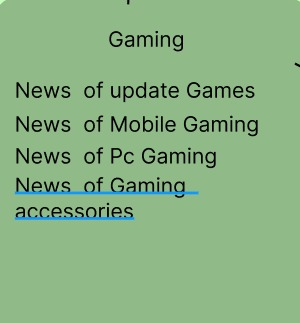 Gaming
News  of update Games
News  of Mobile Gaming
News  of Pc Gaming
News  of Gaming
accessories